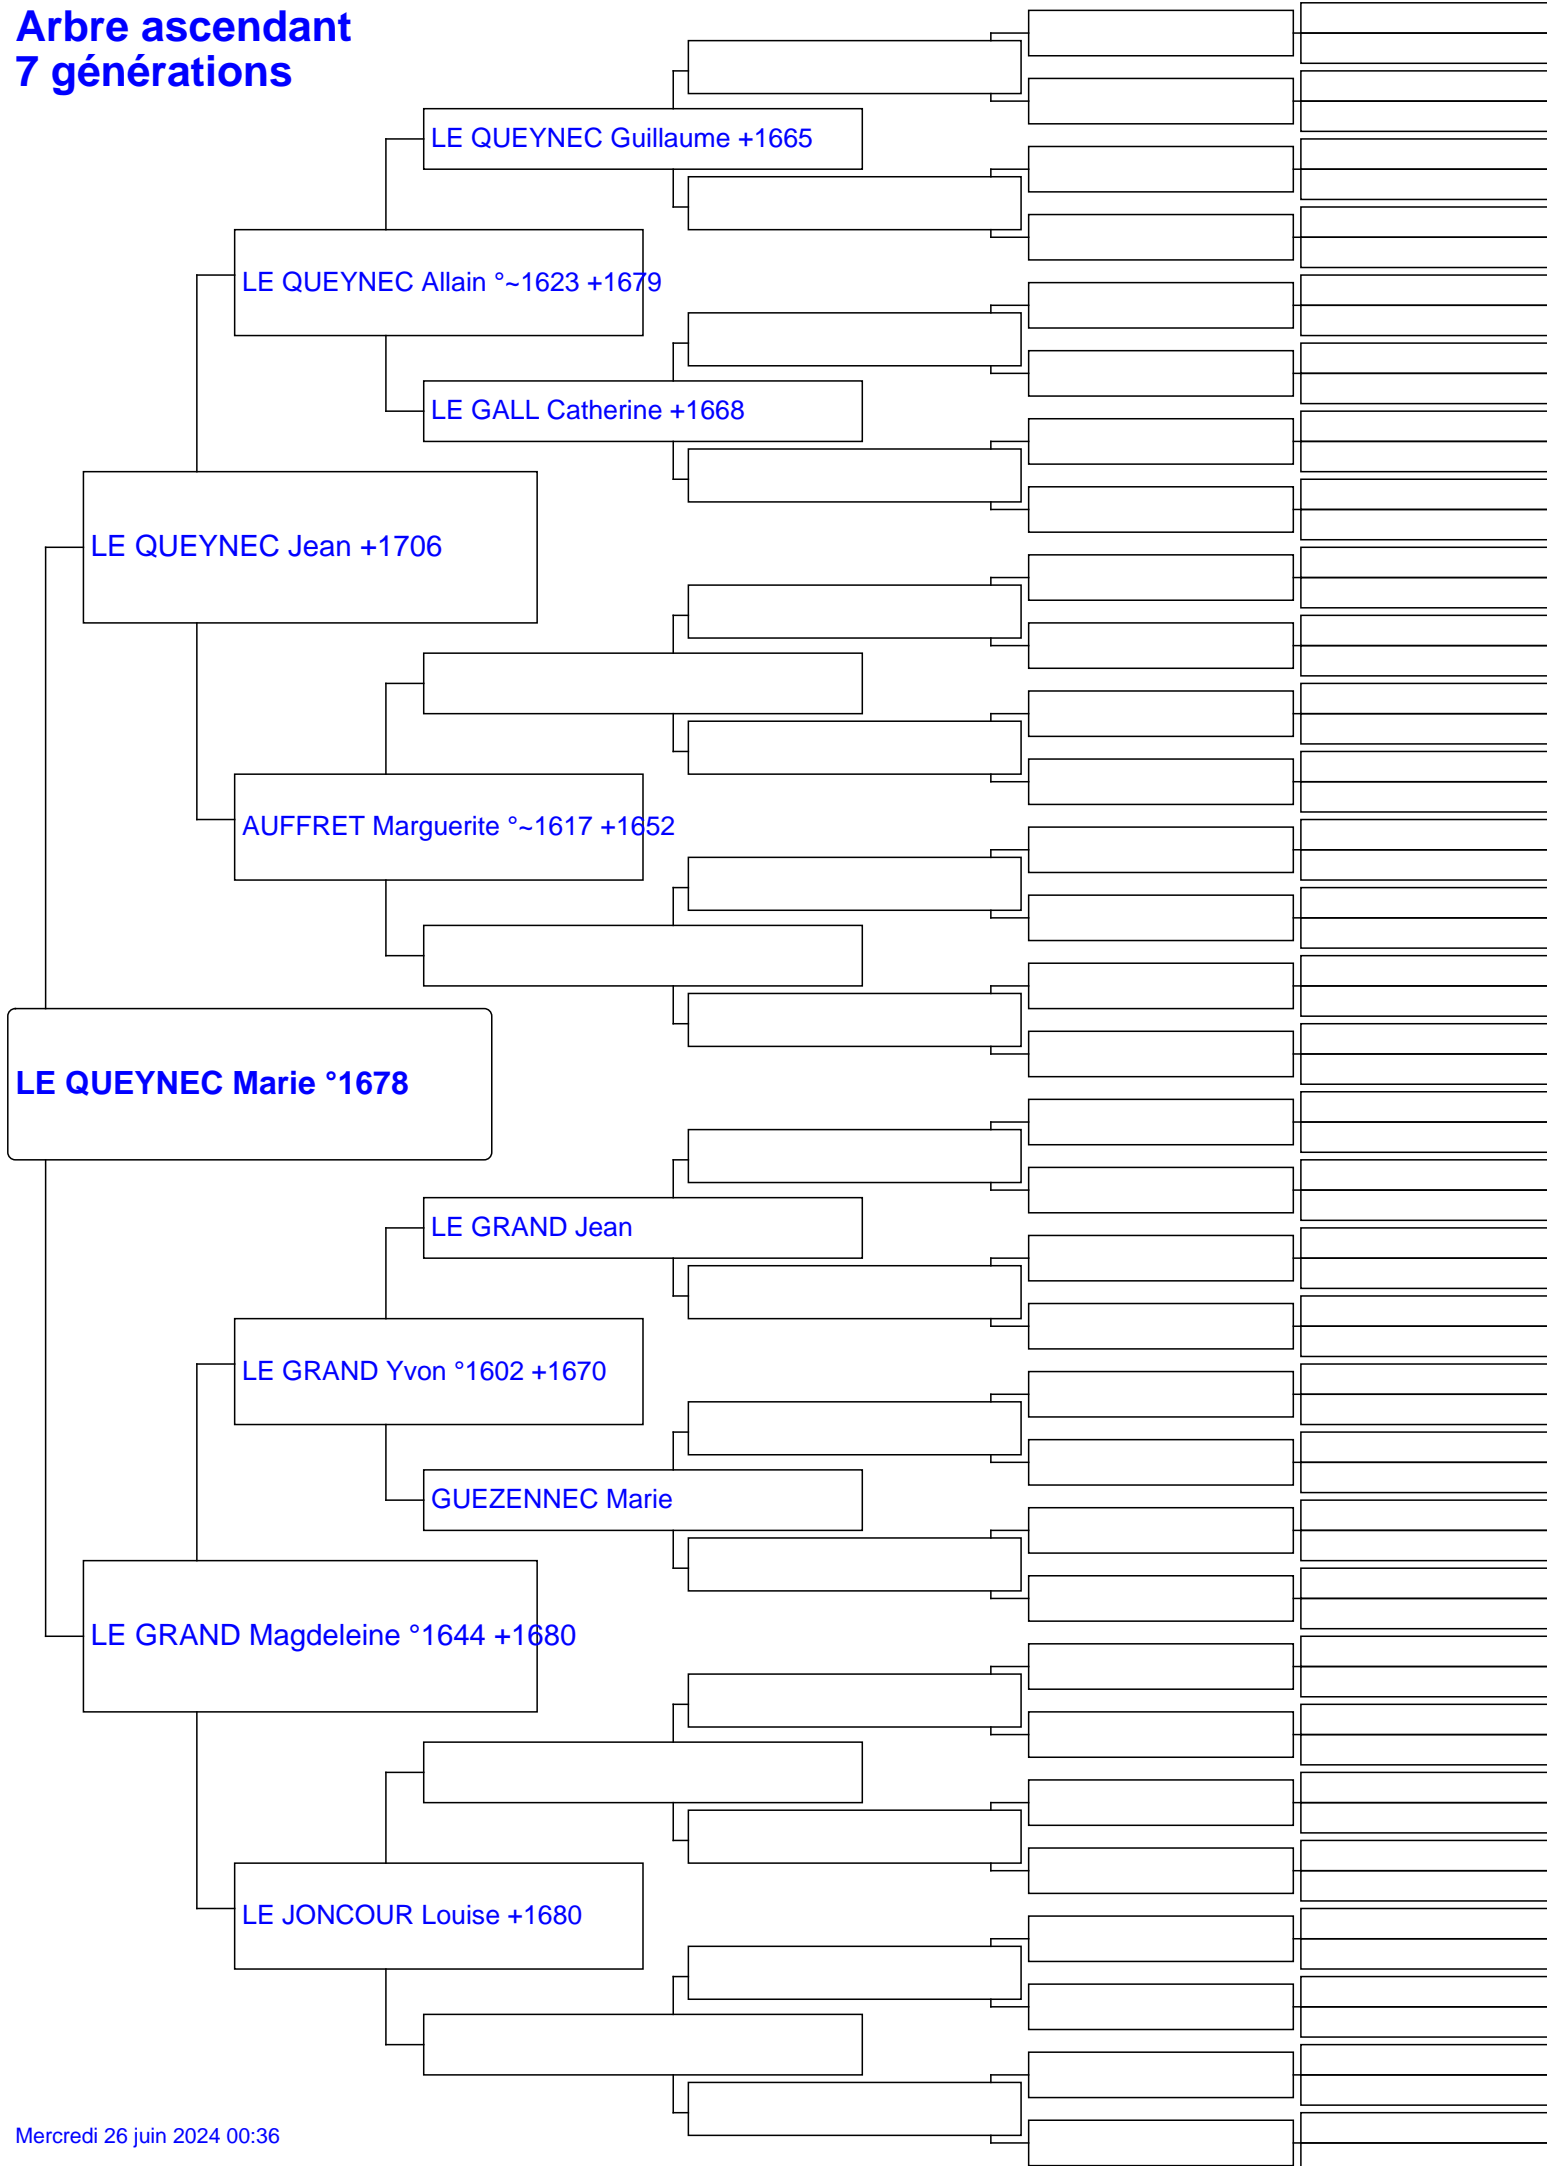 Arbre ascendant
7 générations
LE QUEYNEC Guillaume +1665
LE QUEYNEC Allain °~1623 +1679
LE GALL Catherine +1668
LE QUEYNEC Jean +1706
AUFFRET Marguerite °~1617 +1652
LE QUEYNEC Marie °1678
LE GRAND Jean
LE GRAND Yvon °1602 +1670
GUEZENNEC Marie
LE GRAND Magdeleine °1644 +1680
LE JONCOUR Louise +1680
Mercredi 26 juin 2024 00:36